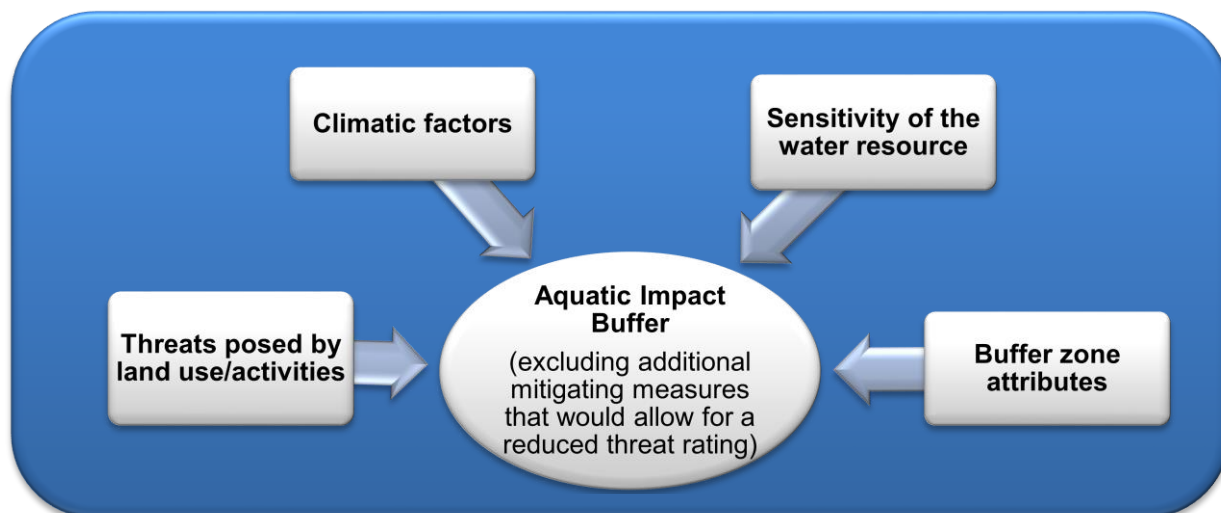 Climatic factors
Sensitivity of the
water resource
Threats posed by
land use/activities
Aquatic Impact
Buffer
(excluding additional
mitigating measures
that would allow for a
reduced threat rating)
Buffer zone
attributes